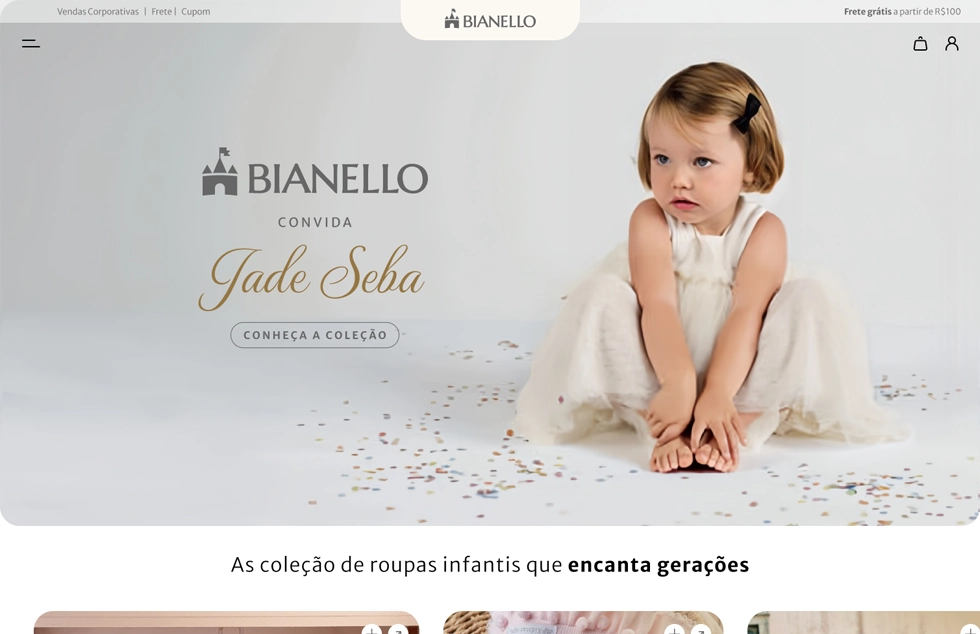 Vendas Corporativas | Frete | Cupom
BIANELLO
Frete grátis a partir de R$100
BIANELLO
CONVIDA
Jade Seba
CONHEÇA A COLEÇÃO
As coleção de roupas infantis que encanta gerações